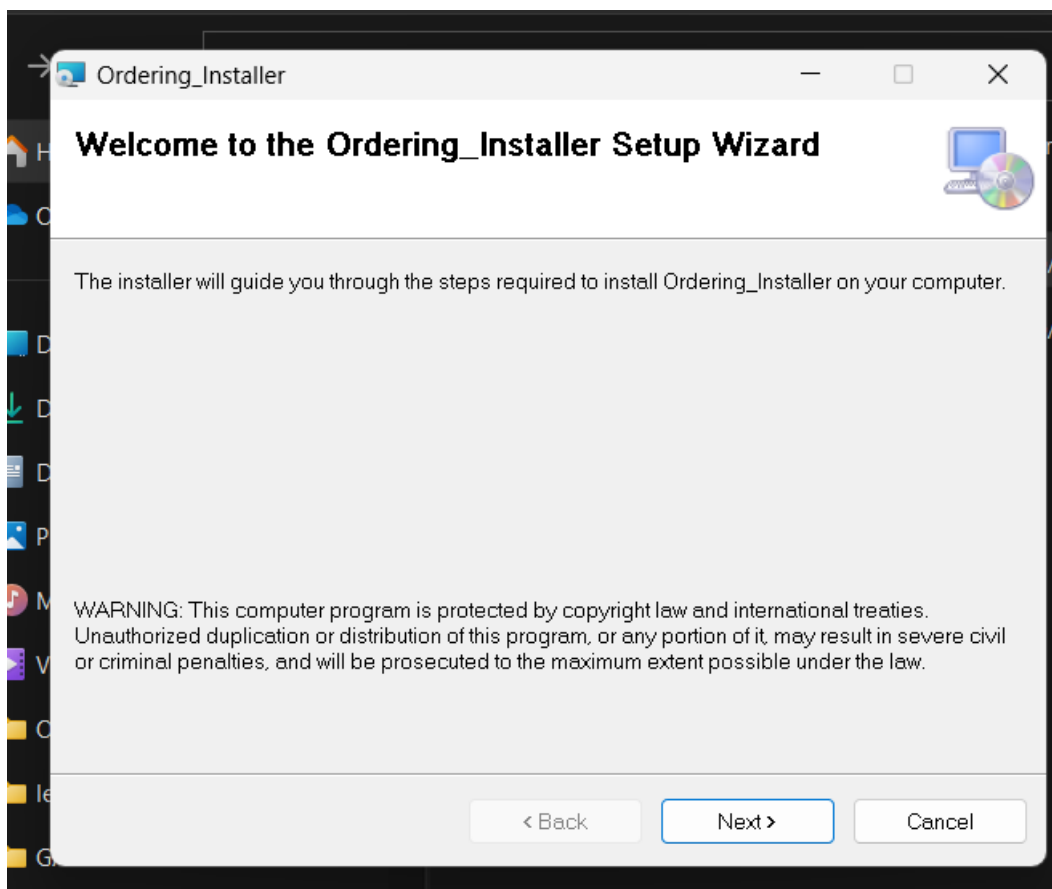 Ordering_Installer
Welcome to the Ordering_Installer Setup Wizard
The installer will guide you through the steps required to install Ordering_Installer on your computer.
WARNING: This computer program is protected by copyright law and international treaties.
Unauthorized duplication or distribution of this program, or any portion of it, may result in severe civil
or criminal penalties, and will be prosecuted to the maximum extent possible under the law.
< Back
Next >
Cancel